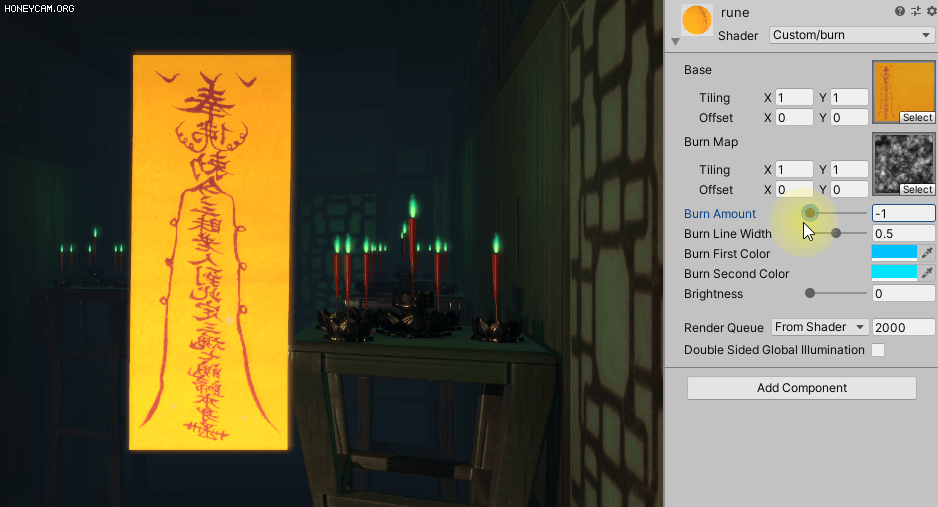 HONEYCAM.ORG
rune
Shader Custom/burn
Base
Tiling X 1 Y 1
Offset X 0 Y 0
Select
Burn Map
Tiling X 1 Y 1
Offset X 0 Y 0
Select
Burn Amount -1
Burn Line Width 0.5
Burn First Color
Burn Second Color
Brightness 0
Render Queue From Shader 2000
Double Sided Global Illumination
Add Component